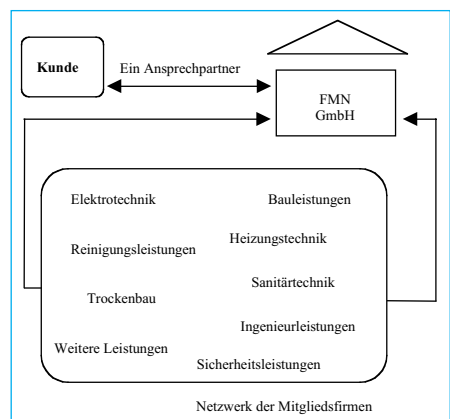 Kunde
Ein Ansprechpartner
FMN
GmbH
Elektrotechnik
Bauleistungen
Reinigungsleistungen
Heizungstechnik
Trockenbau
Sanitärtechnik
Ingenieurleistungen
Weitere Leistungen
Sicherheitsleistungen
Netzwerk der Mitgliedsfirmen